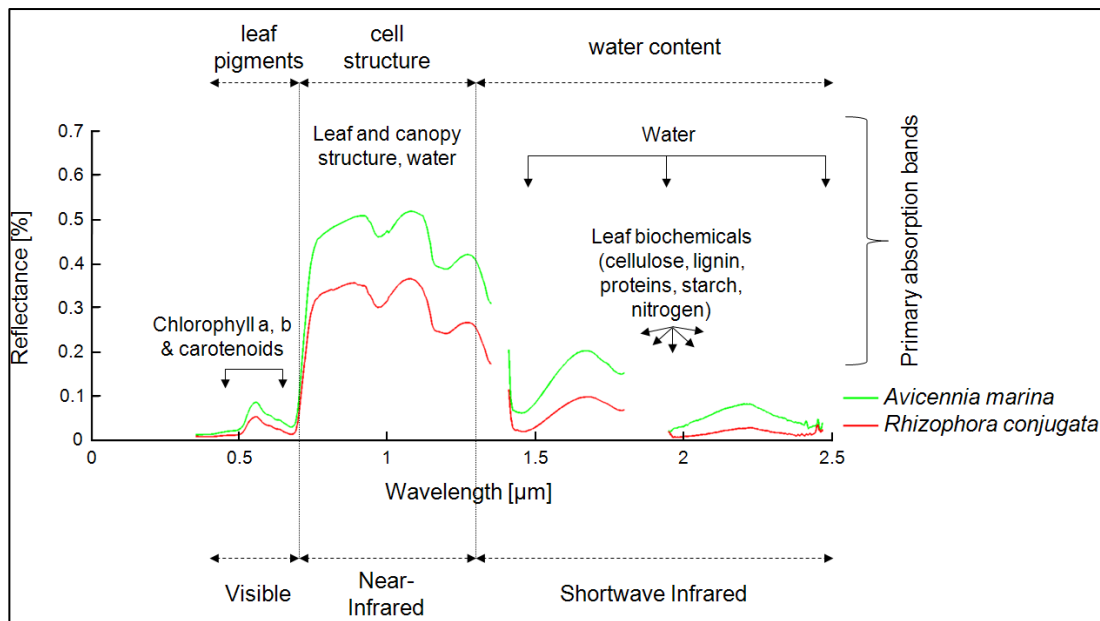 leaf
pigments
cell
structure
water content
Leaf and canopy
structure, water
Water
Primary absorption bands
Leaf biochemicals
(cellulose, lignin,
proteins, starch,
nitrogen)
Chlorophyll a, b
& carotenoids
Reflectance [%]
0.7
0.6
0.5
0.4
0.3
0.2
0.1
0
0
0.5
1
1.5
2
2.5
Wavelength [µm]
Avicennia marina
Rhizophora conjugata
Visible
Near-
Infrared
Shortwave Infrared